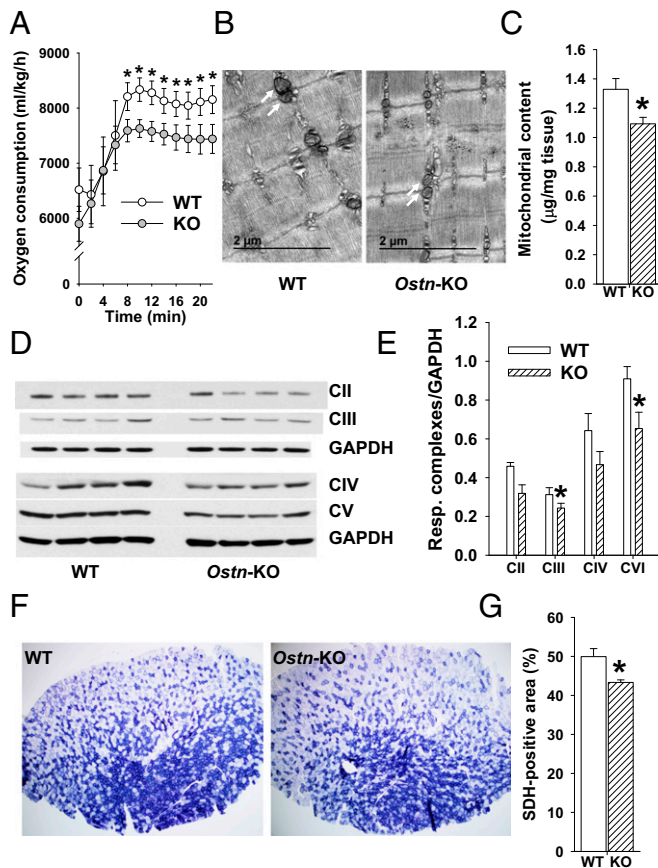 A
Oxygen consumption (ml/kg/h)
9000
8000
7000
6000
0
* * * * * * * *
WT
KO
0 4 8 12 16 20
Time (min)
B
2 µm
2 µm
WT
Ostn-KO
C
Mitochondrial content
(µg/mg tissue)
1.6
1.4
1.2
1.0
0.8
0.6
0.4
0.2
0.0
*
WT KO
D
CII
CIII
GAPDH
CIV
CV
GAPDH
WT
Ostn-KO
E
Resp. complexes/GAPDH
1.2
1.0
0.8
0.6
0.4
0.2
0.0
WT
KO
*
*
CII CIII CIV CVI
F
WT
Ostn-KO
G
SDH-positive area (%)
60
50
40
30
20
10
0
*
WT KO